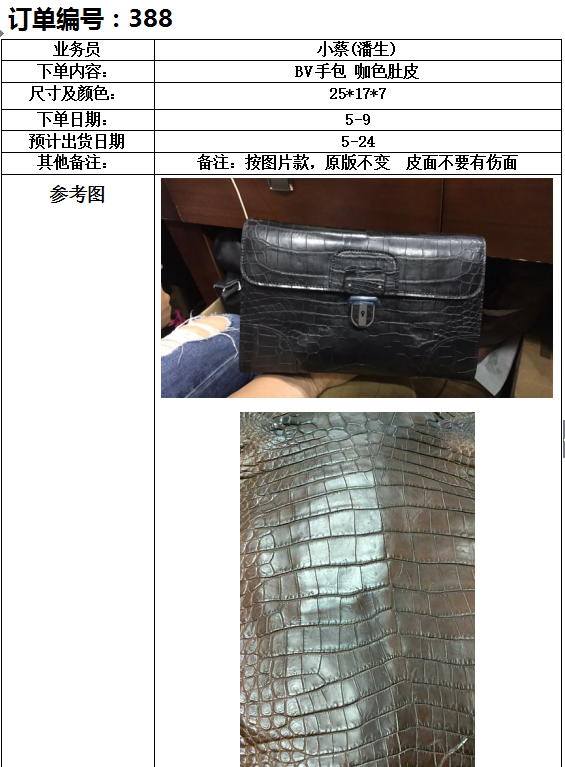 订单编号：388
业务员 小蔡(潘生)
下单内容： BV手包 咖色肚皮
尺寸及颜色： 25*17*7
下单日期： 5-9
预计出货日期 5-24
其他备注： 备注：按图片款，原版不变 皮面不要有伤面
参考图